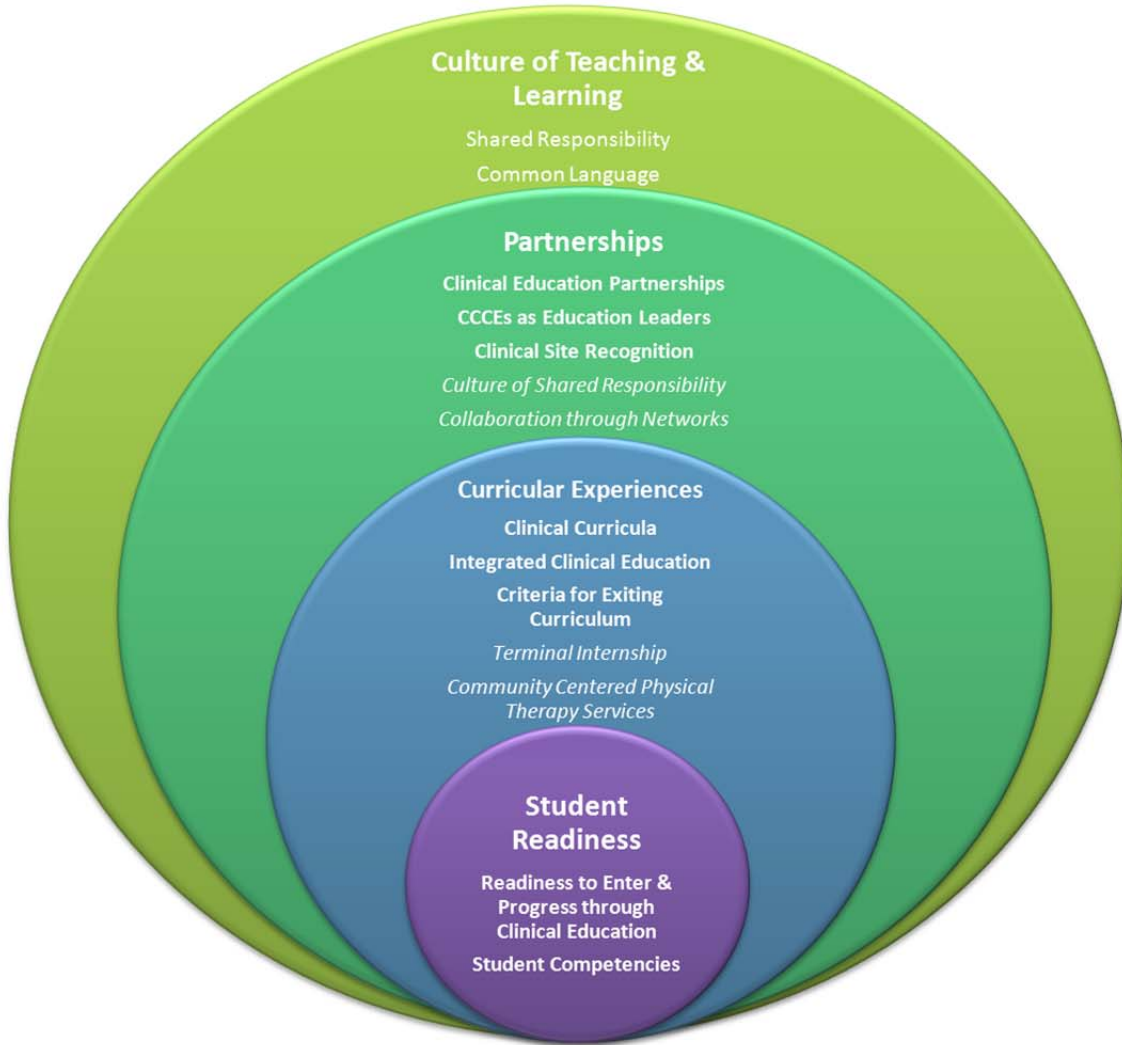 Culture of Teaching &
Learning
Shared Responsibility
Common Language
Partnerships
Clinical Education Partnerships
CCCEs as Education Leaders
Clinical Site Recognition
Culture of Shared Responsibility
Collaboration through Networks
Curricular Experiences
Clinical Curricula
Integrated Clinical Education
Criteria for Exiting
Curriculum
Terminal Internship
Community Centered Physical
Therapy Services
Student
Readiness
Readiness to Enter &
Progress through
Clinical Education
Student Competencies